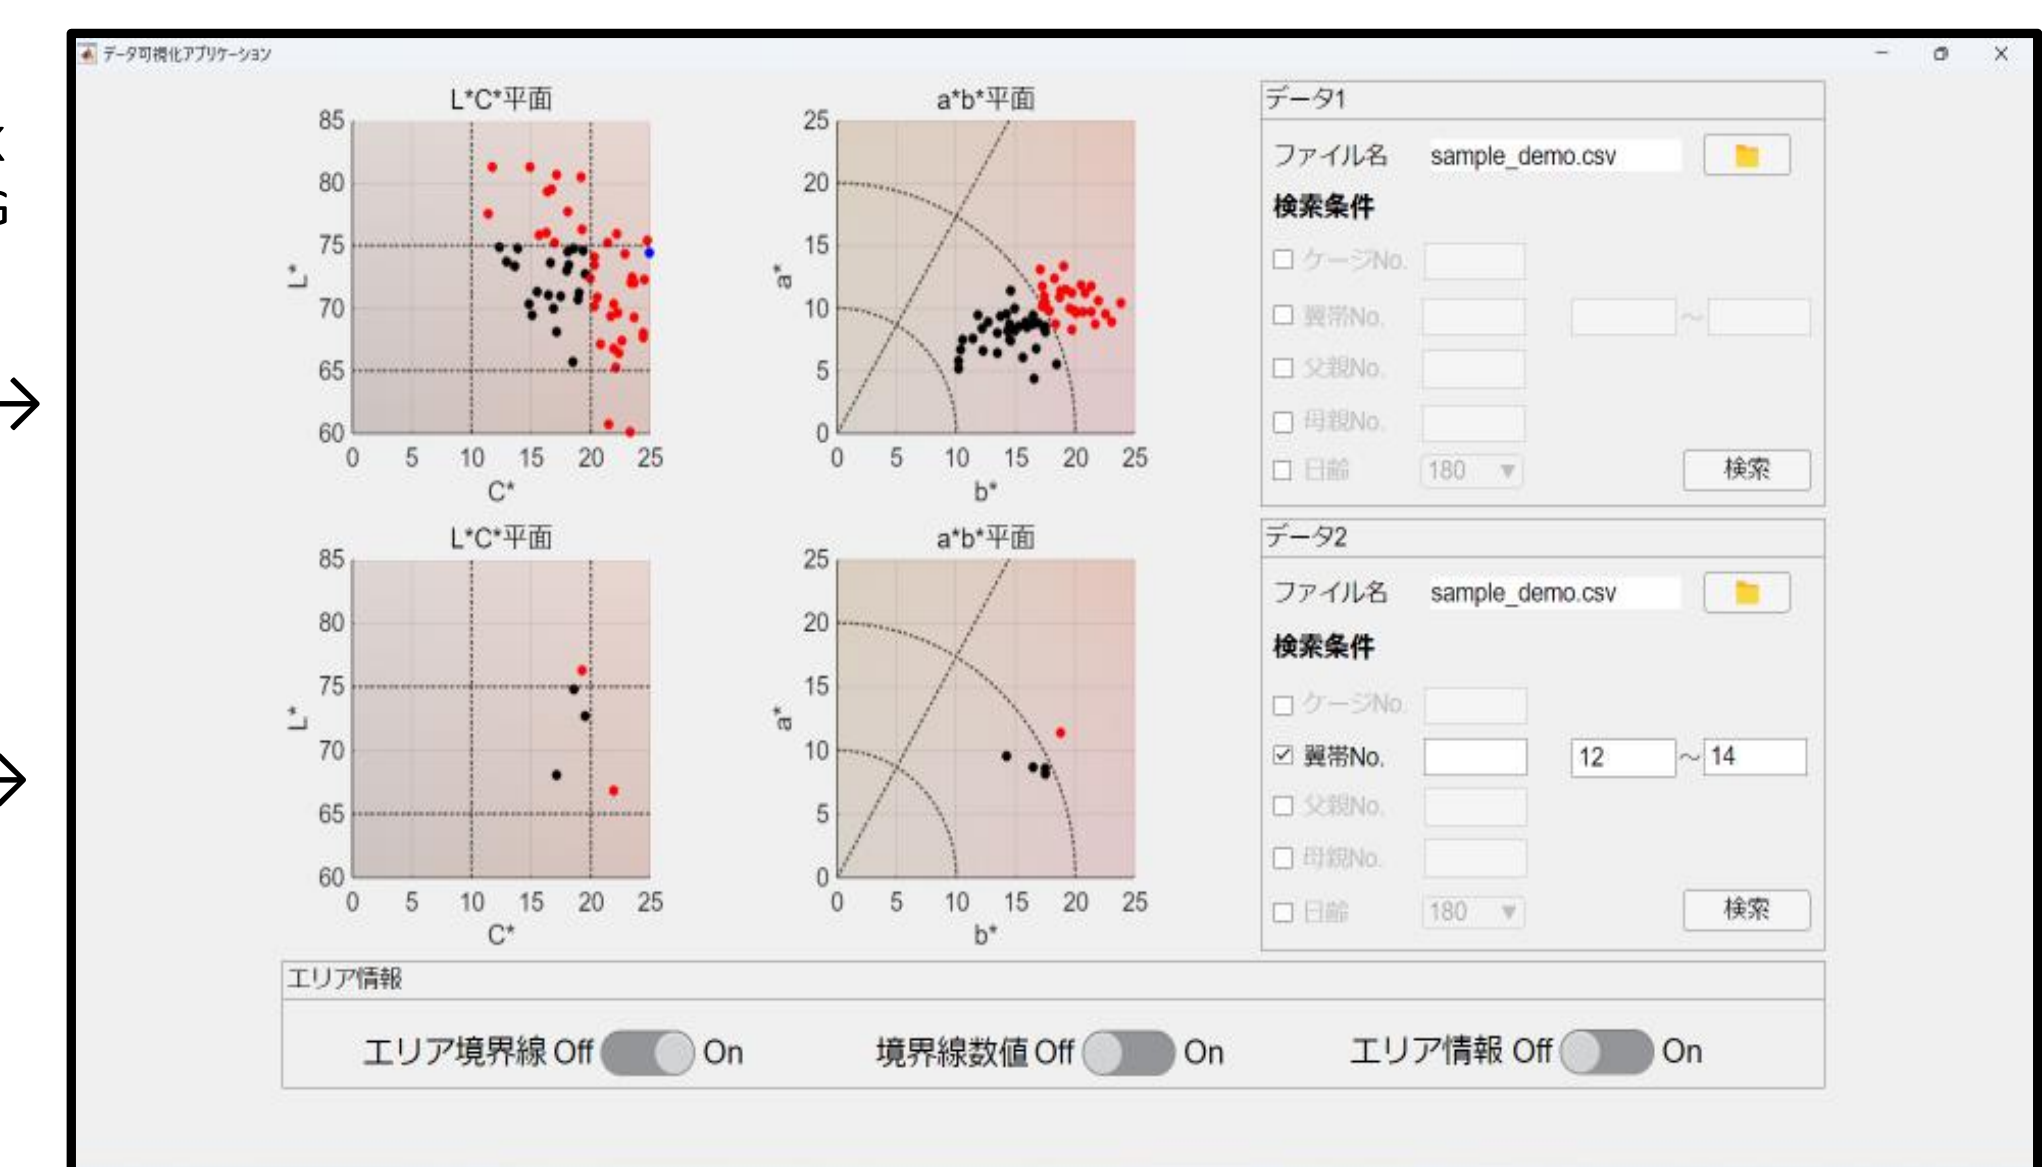 データ可視化アプリケーション
L*C*平面
85
80
75
70
65
60
L*
0 5 10 15 20 25
C*
a*b*平面
25
20
15
10
5
0
a*
0 5 10 15 20 25
b*
データ1
ファイル名 sample_demo.csv
検索条件
ケージNo.
翼帯No. ～
父親No.
母親No.
日齢 180 ▼ 検索
L*C*平面
85
80
75
70
65
60
L*
0 5 10 15 20 25
C*
a*b*平面
25
20
15
10
5
0
a*
0 5 10 15 20 25
b*
データ2
ファイル名 sample_demo.csv
検索条件
ケージNo.
翼帯No. 12 ～ 14
父親No.
母親No.
日齢 180 ▼ 検索
エリア情報
エリア境界線 Off On 境界線数値 Off On エリア情報 Off On